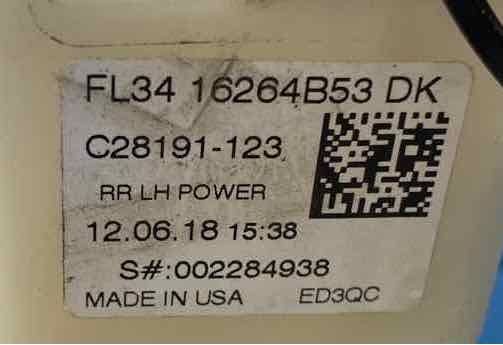 FL34 16264B53 DK
C28191-123
RR LH POWER
12.06.18 15:38
S#:002284938
MADE IN USA ED3QC